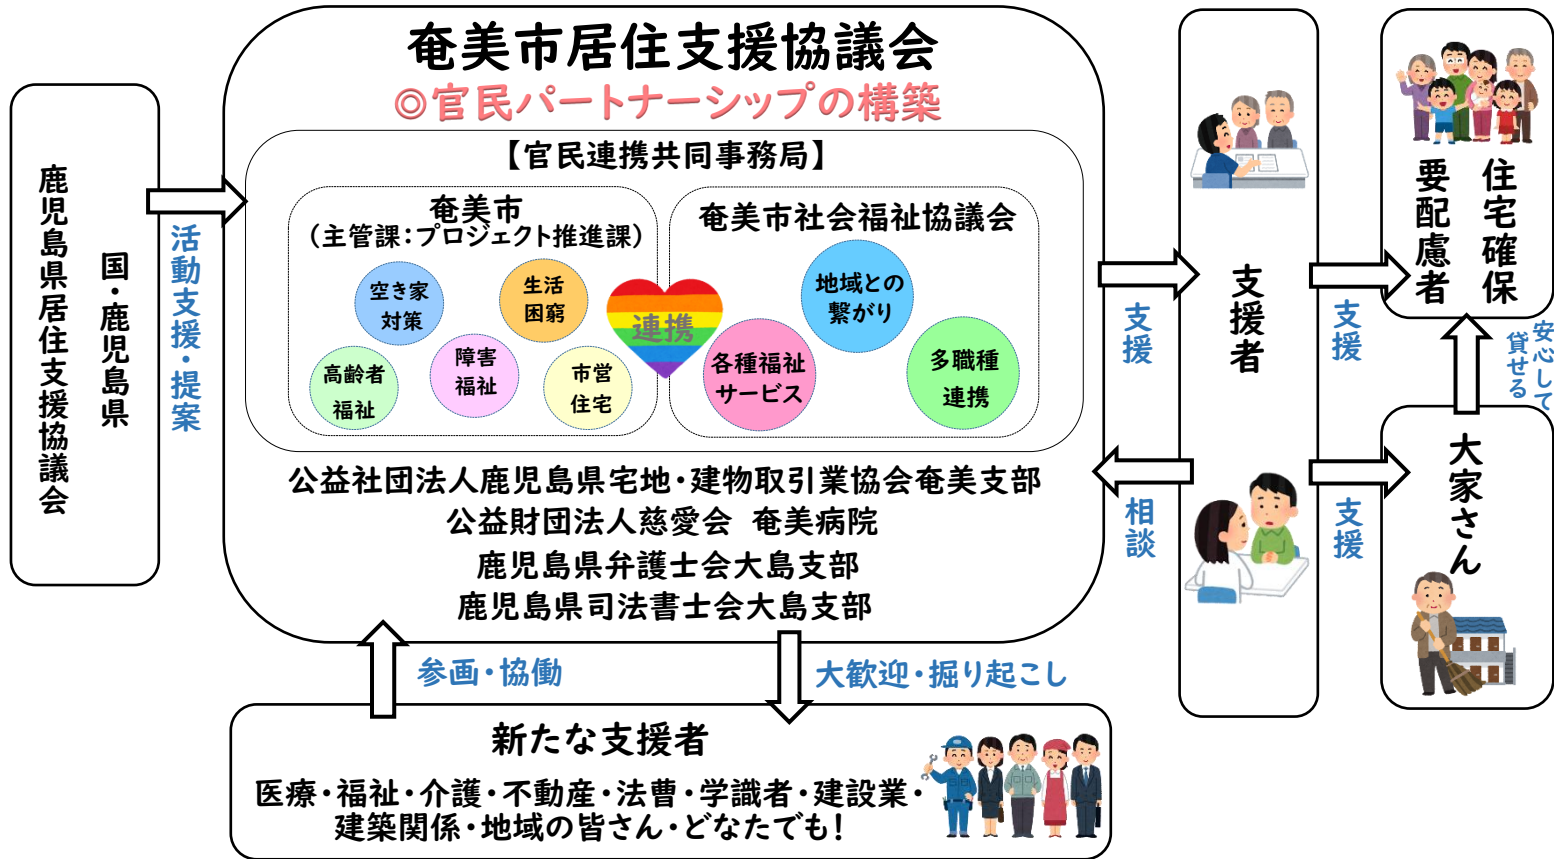 奄美市居住支援協議会
◎官民パートナーシップの構築
【官民連携共同事務局】
奄美市
（主管課：プロジェクト推進課）
空き家
対策
生活
困窮
高齢者
福祉
障害
福祉
市営
住宅
連携
奄美市社会福祉協議会
地域との
繋がり
各種福祉
サービス
多職種
連携
公益社団法人鹿児島県宅地・建物取引業協会奄美支部
公益財団法人慈愛会 奄美病院
鹿児島県弁護士会大島支部
鹿児島県司法書士会大島支部
国・鹿児島県
鹿児島県居住支援協議会
活動支援・提案
支援
相談
支援者
支援
支援
住宅確保
要配慮者
安心して
貸せる
大家さん
参画・協働
大歓迎・掘り起こし
新たな支援者
医療・福祉・介護・不動産・法曹・学識者・建設業・
建築関係・地域の皆さん・どなたでも！